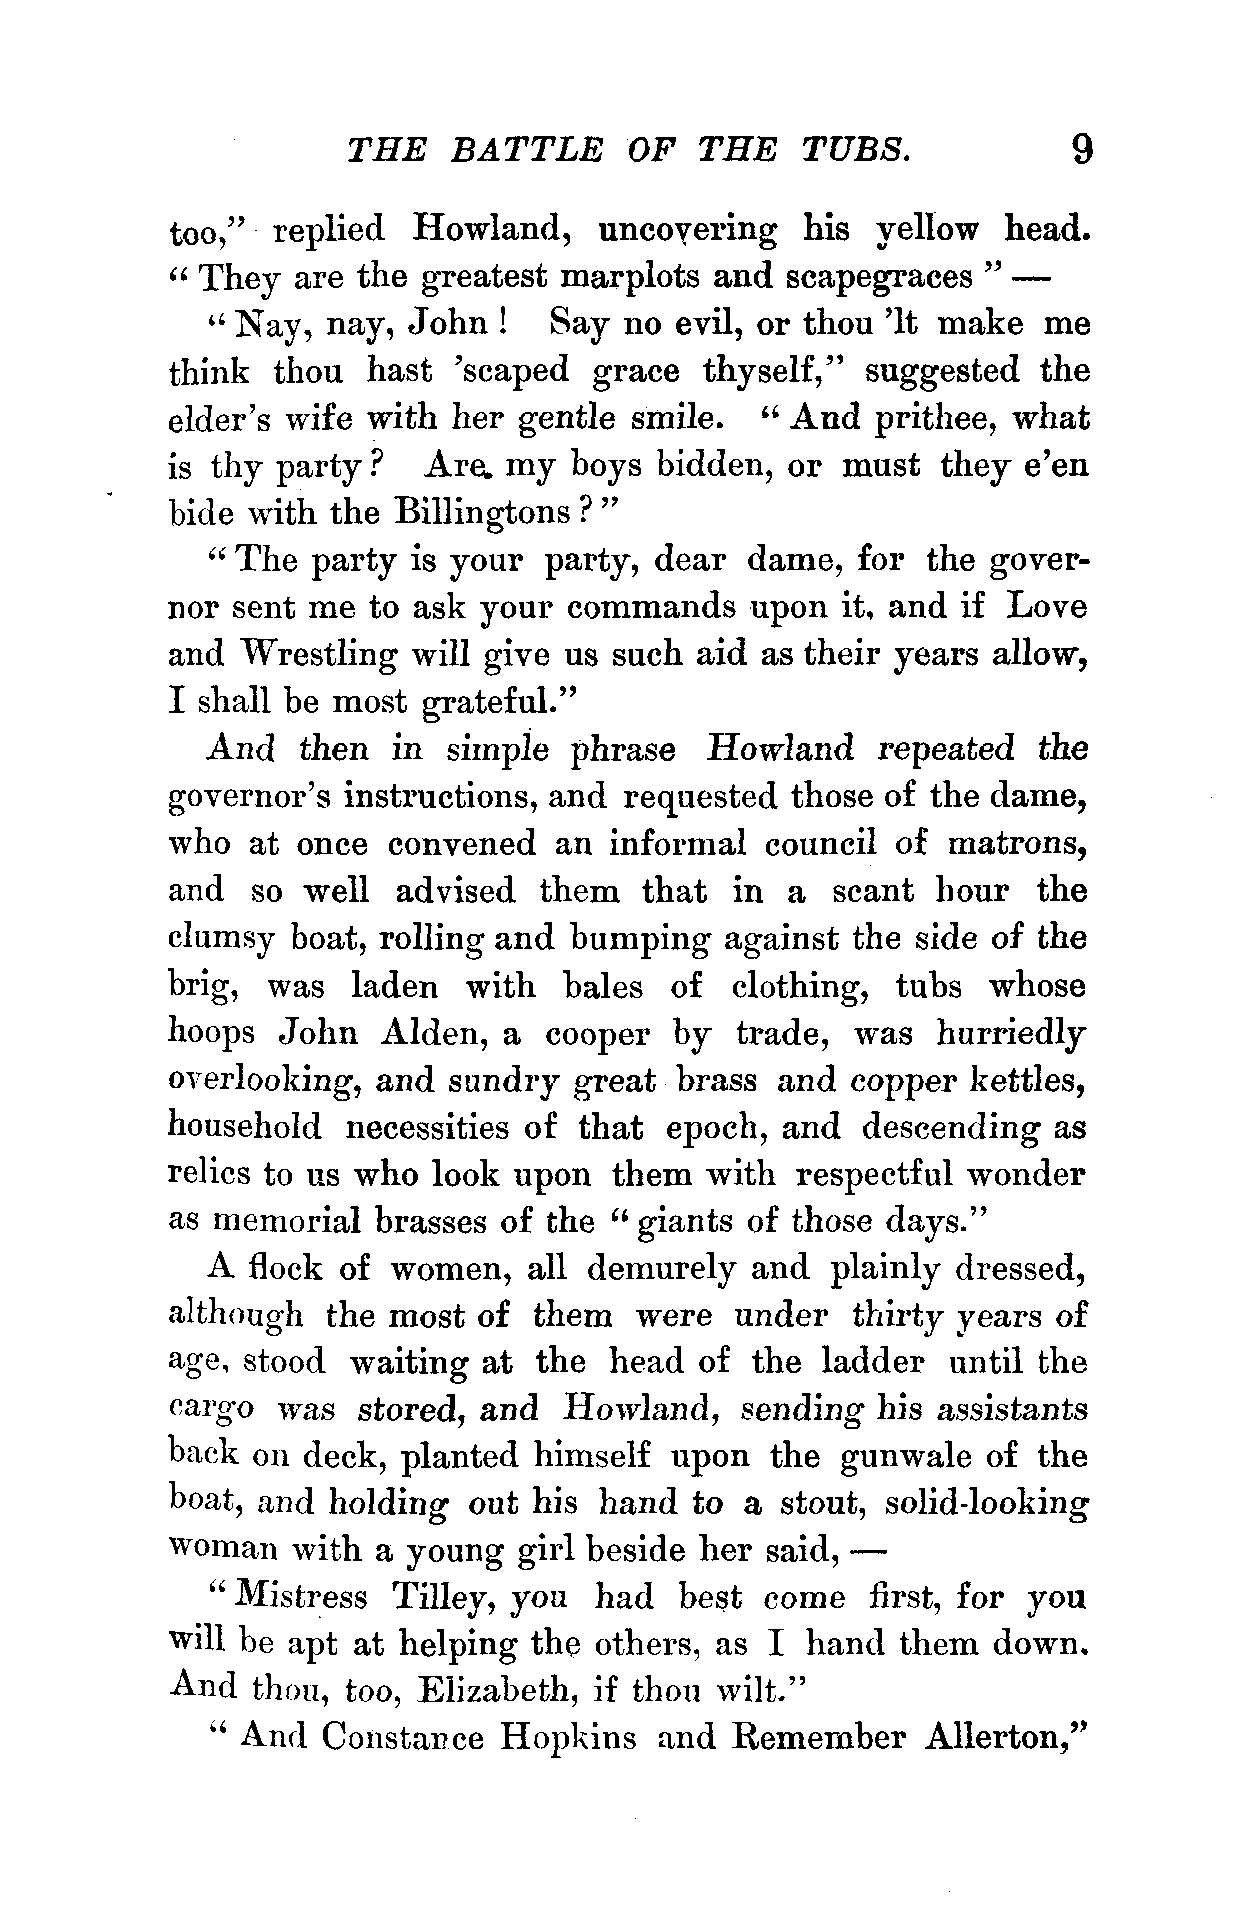 THE BATTLE OF THE TUBS. 9
too,” replied Howland, uncovering his yellow head.
“ They are the greatest marplots and scapegraces ” —
“ Nay, nay, John ! Say no evil, or thou ’lt make me
think thou hast ’scaped grace thyself,” suggested the
elder’s wife with her gentle smile. “ And prithee, what
is thy party ? Are my boys bidden, or must they e’en
bide with the Billingtons ? ”
“ The party is your party, dear dame, for the gover-
nor sent me to ask your commands upon it, and if Love
and Wrestling will give us such aid as their years allow,
I shall be most grateful.”
And then in simple phrase Howland repeated the
governor’s instructions, and requested those of the dame,
who at once convened an informal council of matrons,
and so well advised them that in a scant hour the
clumsy boat, rolling and bumping against the side of the
brig, was laden with bales of clothing, tubs whose
hoops John Alden, a cooper by trade, was hurriedly
overlooking, and sundry great brass and copper kettles,
household necessities of that epoch, and descending as
relics to us who look upon them with respectful wonder
as memorial brasses of the “ giants of those days.”
A flock of women, all demurely and plainly dressed,
although the most of them were under thirty years of
age, stood waiting at the head of the ladder until the
cargo was stored, and Howland, sending his assistants
back on deck, planted himself upon the gunwale of the
boat, and holding out his hand to a stout, solid-looking
woman with a young girl beside her said, —
“ Mistress Tilley, you had best come first, for you
will be apt at helping the others, as I hand them down.
And thou, too, Elizabeth, if thou wilt.”
“ And Constance Hopkins and Remember Allerton,”